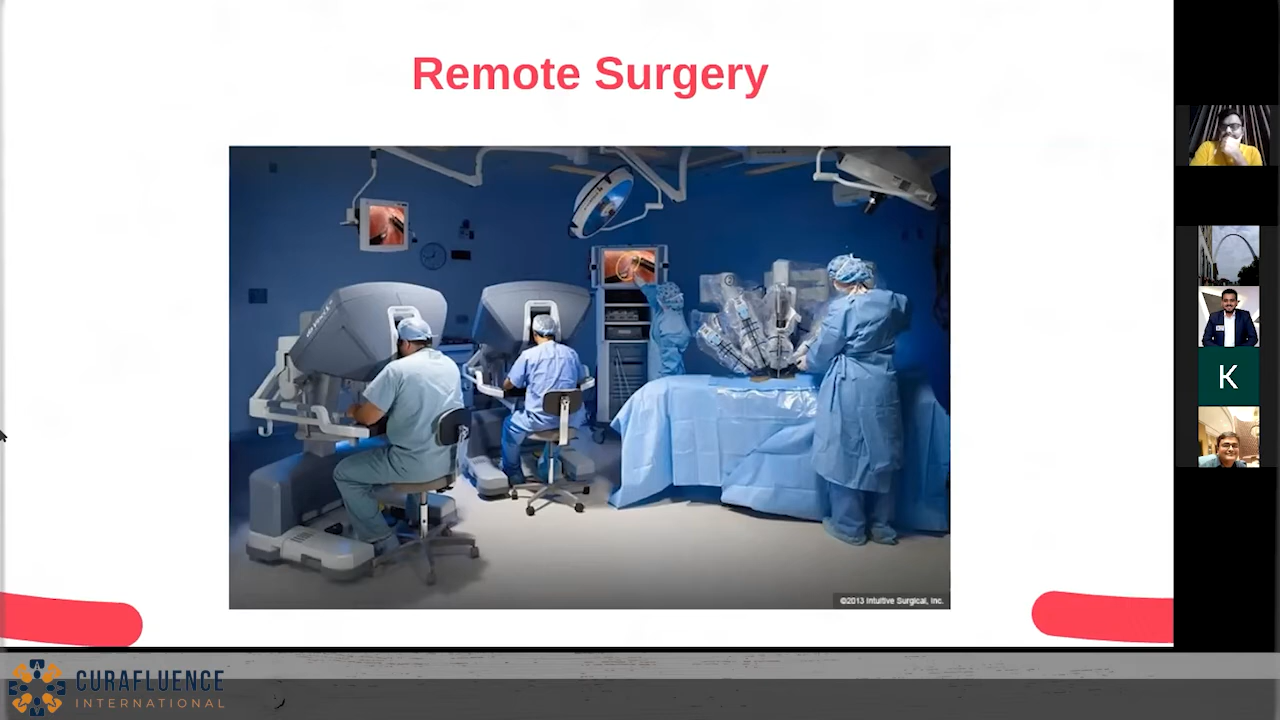 Remote Surgery
©2013 Intuitive Surgical, Inc.
K
CURAFLUENCE
INTERNATIONAL